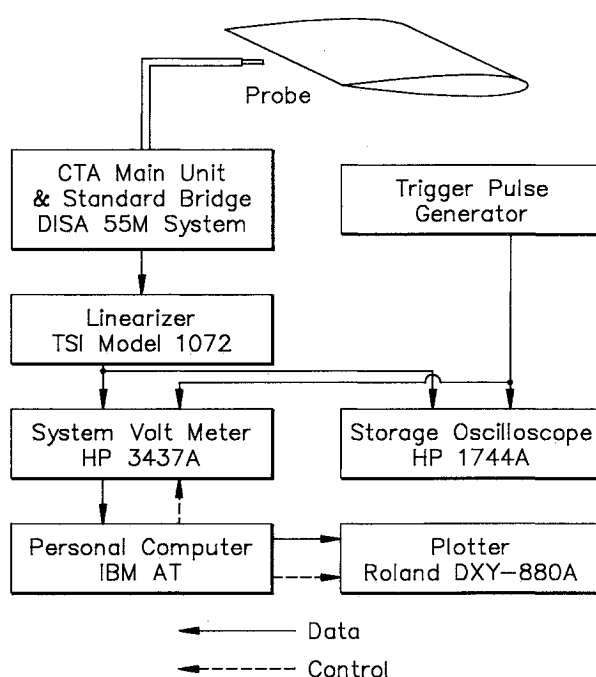 Probe
CTA Main Unit
& Standard Bridge
DISA 55M System
Trigger Pulse
Generator
Linearizer
TSI Model 1072
System Volt Meter
HP 3437A
Storage Oscilloscope
HP 1744A
Personal Computer
IBM AT
Plotter
Roland DXY-880A
Data
Control